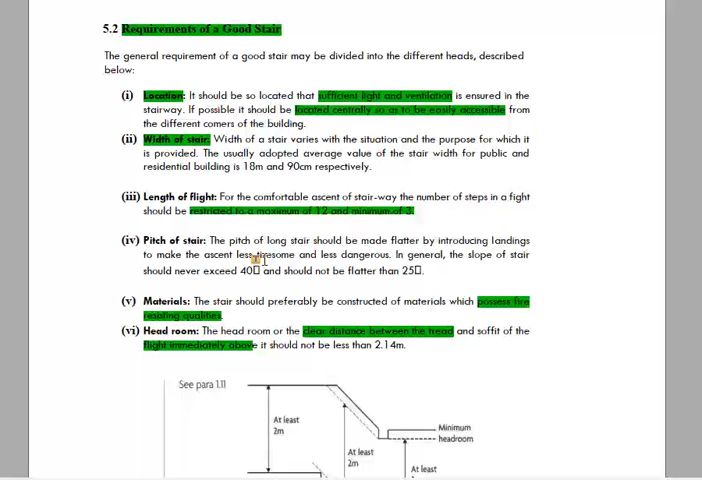 5.2 Requirements of a Good Stair
The general requirement of a good stair may be divided into the different heads, described
below:
(i) Location: It should be so located that sufficient light and ventilation is ensured in the
stairway. If possible it should be located centrally so as to be easily accessible from
the different corners of the building.
(ii) Width of stair: Width of a stair varies with the situation and the purpose for which it
is provided. The usually adopted average value of the stair width for public and
residential building is 18m and 90cm respectively.
(iii) Length of flight: For the comfortable ascent of stair-way the number of steps in a fight
should be restricted to a maximum of 12 and minimum of 3.
(iv) Pitch of stair: The pitch of long stair should be made flatter by introducing landings
to make the ascent less tiresome and less dangerous. In general, the slope of stair
should never exceed 40▯ and should not be flatter than 25▯.
(v) Materials: The stair should preferably be constructed of materials which possess fire
resisting qualities.
(vi) Head room: The head room or the clear distance between the tread and soffit of the
flight immediately above it should not be less than 2.14m.
See para 1.11
At least
2m
At least
2m
Minimum
headroom
At least